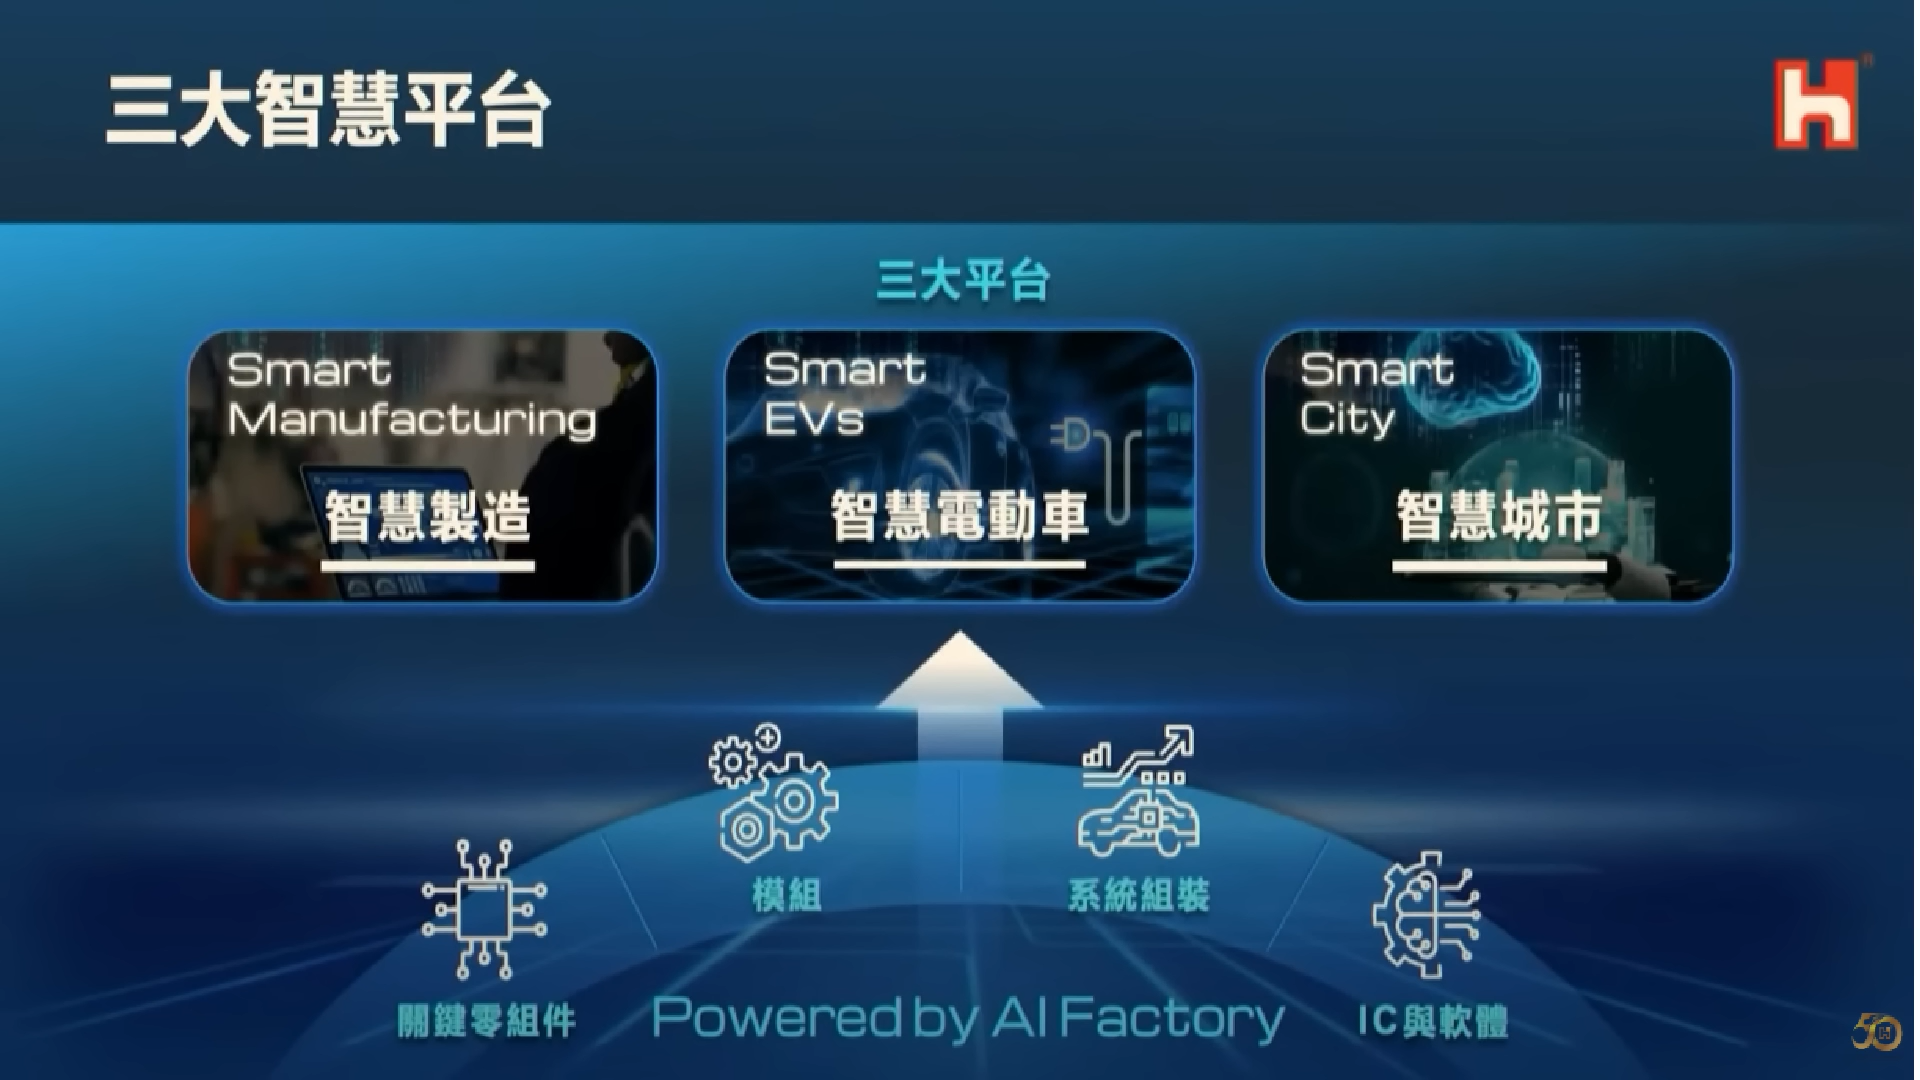 三大智慧平台
三大平台
Smart
Manufacturing
智慧製造
Smart
EVs
智慧電動車
Smart
City
智慧城市
模組
系統組裝
關鍵零組件
Powered by AI Factory
IC與軟體
50